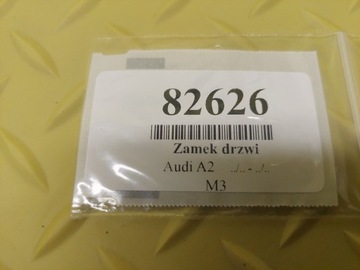 82626
Zamek drzwi
Audi A2 ../.. - ../..
M3